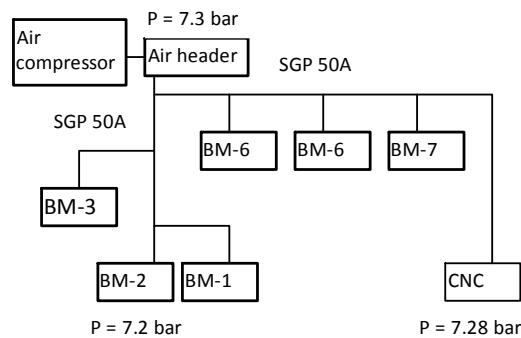 P = 7.3 bar
Air
compressor
Air header
SGP 50A
SGP 50A
BM-6
BM-6
BM-7
BM-3
BM-2
BM-1
CNC
P = 7.2 bar
P = 7.28 bar